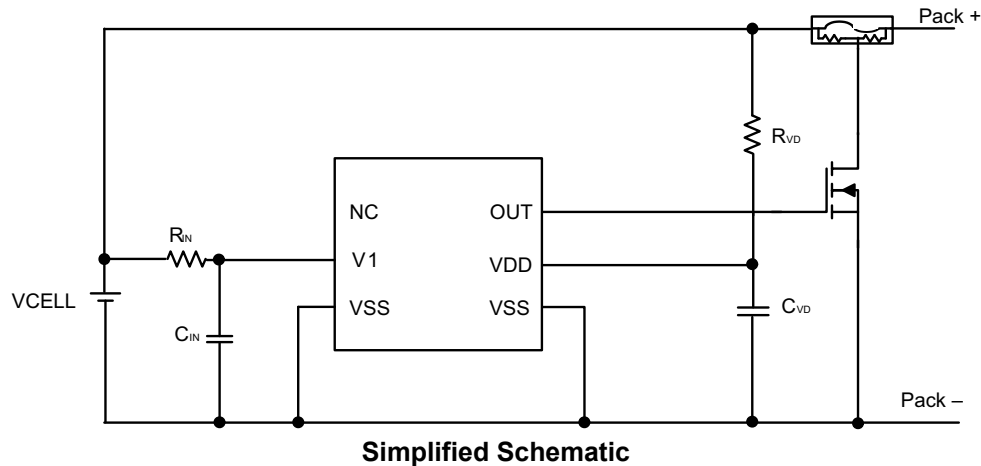 Pack +
RVD
NC
OUT
RIN
V1
VDD
VCELL
VSS
VSS
CIN
CVD
Pack –
Simplified Schematic